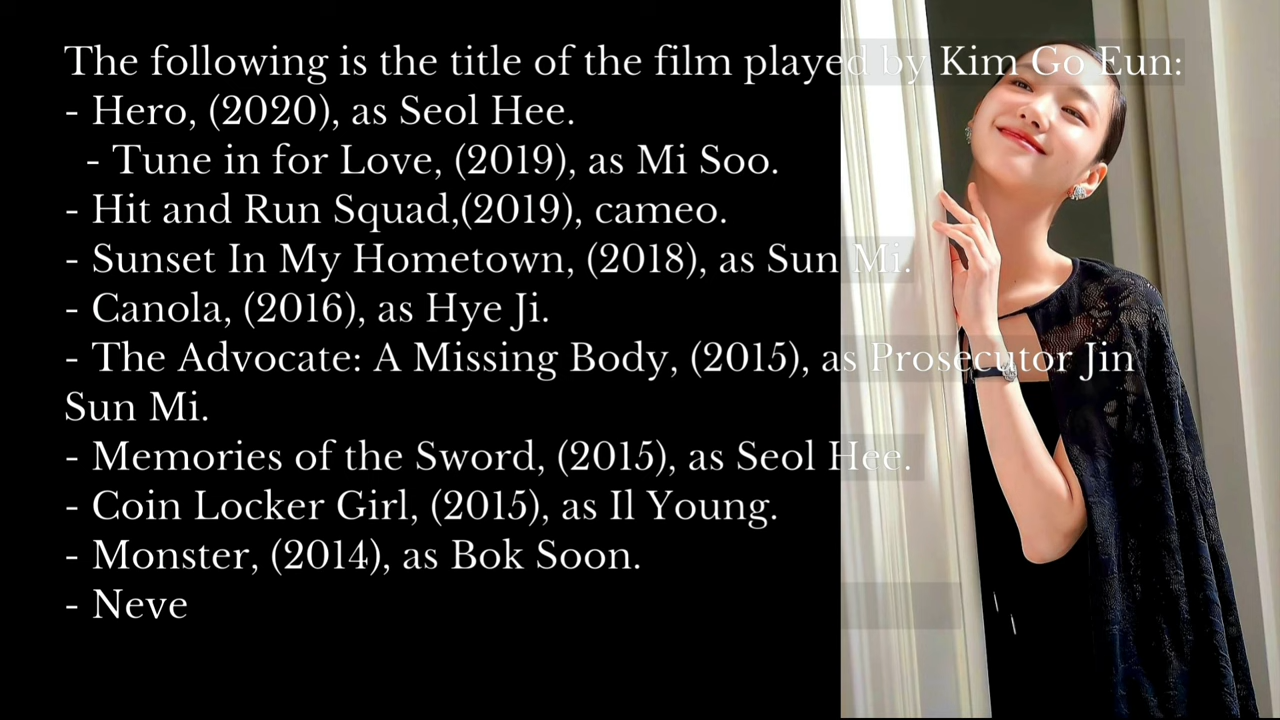 The following is the title of the film played by Kim Go Eun:
- Hero, (2020), as Seol Hee.
- Tune in for Love, (2019), as Mi Soo.
- Hit and Run Squad,(2019), cameo.
- Sunset In My Hometown, (2018), as Sun Mi.
- Canola, (2016), as Hye Ji.
- The Advocate: A Missing Body, (2015), as Prosecutor Jin
Sun Mi.
- Memories of the Sword, (2015), as Seol Hee.
- Coin Locker Girl, (2015), as Il Young.
- Monster, (2014), as Bok Soon.
- Neve